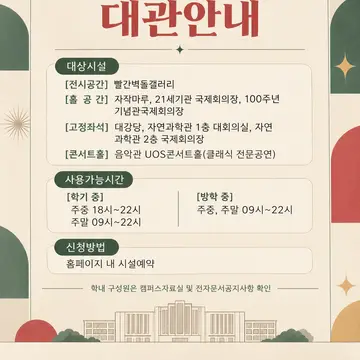 대관안내
대상시설
[전시공간] 빨간벽돌갤러리
[홀 공 간] 자작마루, 21세기관 국제회의장, 100주년
기념관국제회의장
[고정좌석] 대강당, 자연과학관 1층 대회의실, 자연
과학관 2층 국제회의장
[콘서트홀] 음악관 UOS콘서트홀(클래식 전문공연)
사용가능시간
[학기 중]
주중 18시~22시
주말 09시~22시
[방학 중]
주중, 주말 09시~22시
신청방법
홈페이지 내 시설예약
학내 구성원은 캠퍼스자료실 및 전자문서공지사항 확인